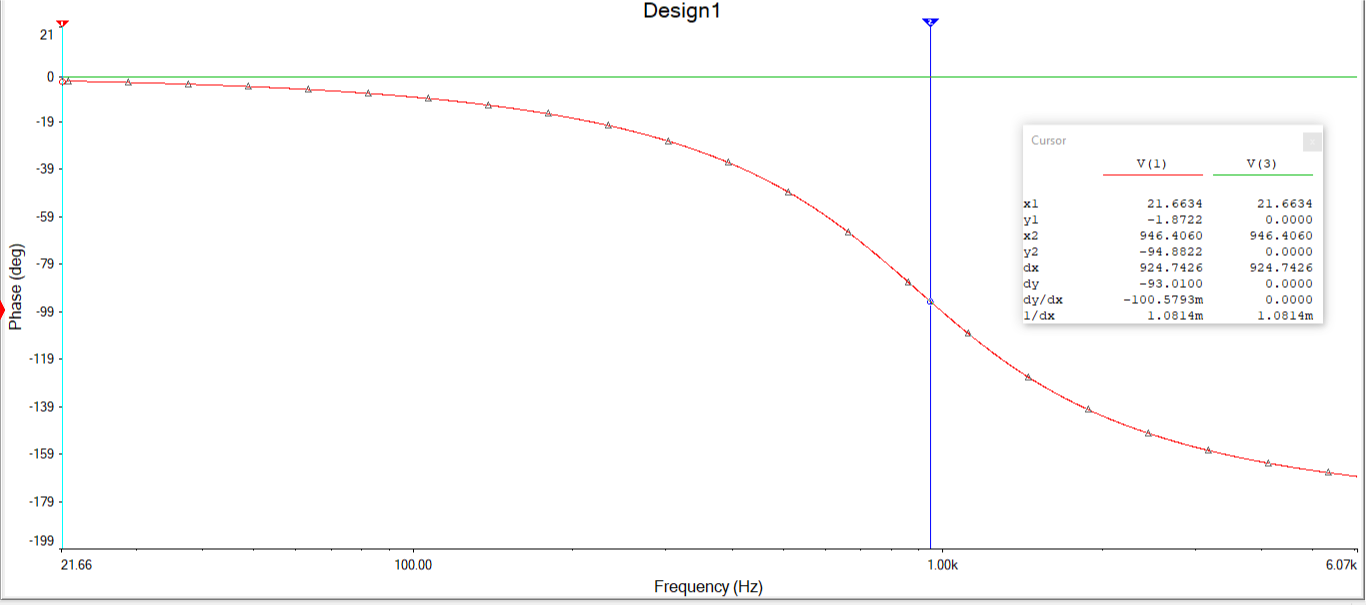 Design1
21
0
-19
-39
-59
-79
-99
-119
-139
-159
-179
-199
Phase (deg)
21.66 100.00 1.00k 6.07k
Frequency (Hz)
1
2
Cursor x
V(1) V(3)
x1 21.6634 21.6634
y1 -1.8722 0.0000
x2 946.4060 946.4060
y2 -94.8822 0.0000
dx 924.7426 924.7426
dy -93.0100 0.0000
dy/dx -100.5793m 0.0000
1/dx 1.0814m 1.0814m